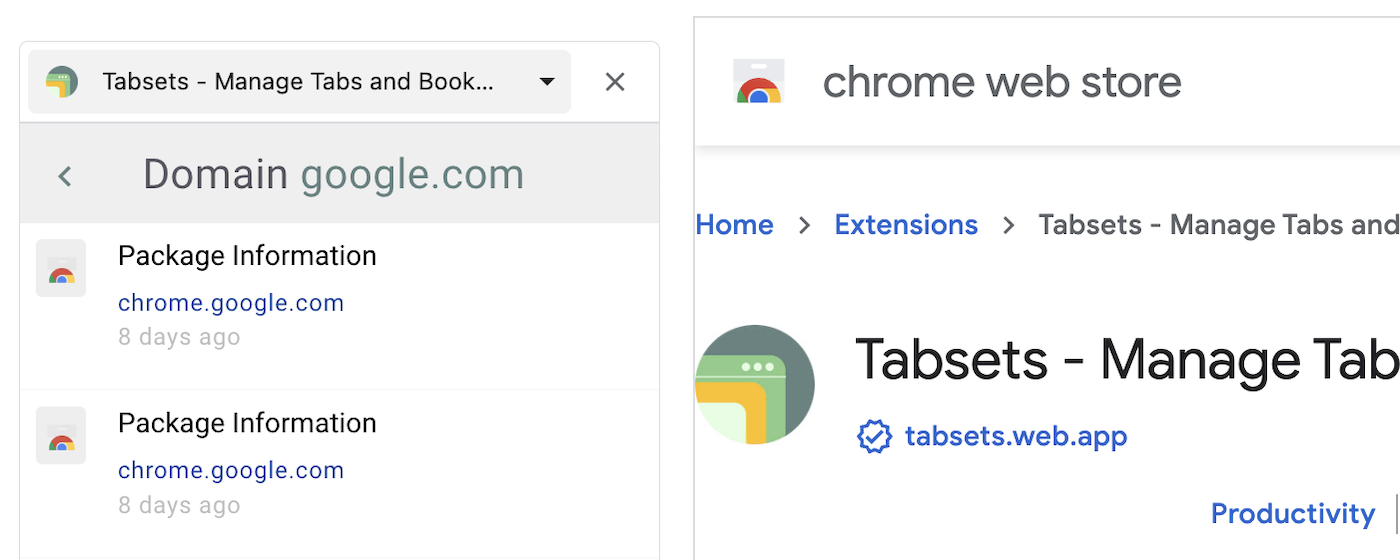 Tabsets - Manage Tabs and Book...
Domain google.com
Package Information
chrome.google.com
8 days ago
Package Information
chrome.google.com
8 days ago
chrome web store
Home > Extensions > Tabsets - Manage Tabs and
Tabsets - Manage Tab
tabsets.web.app
Productivity